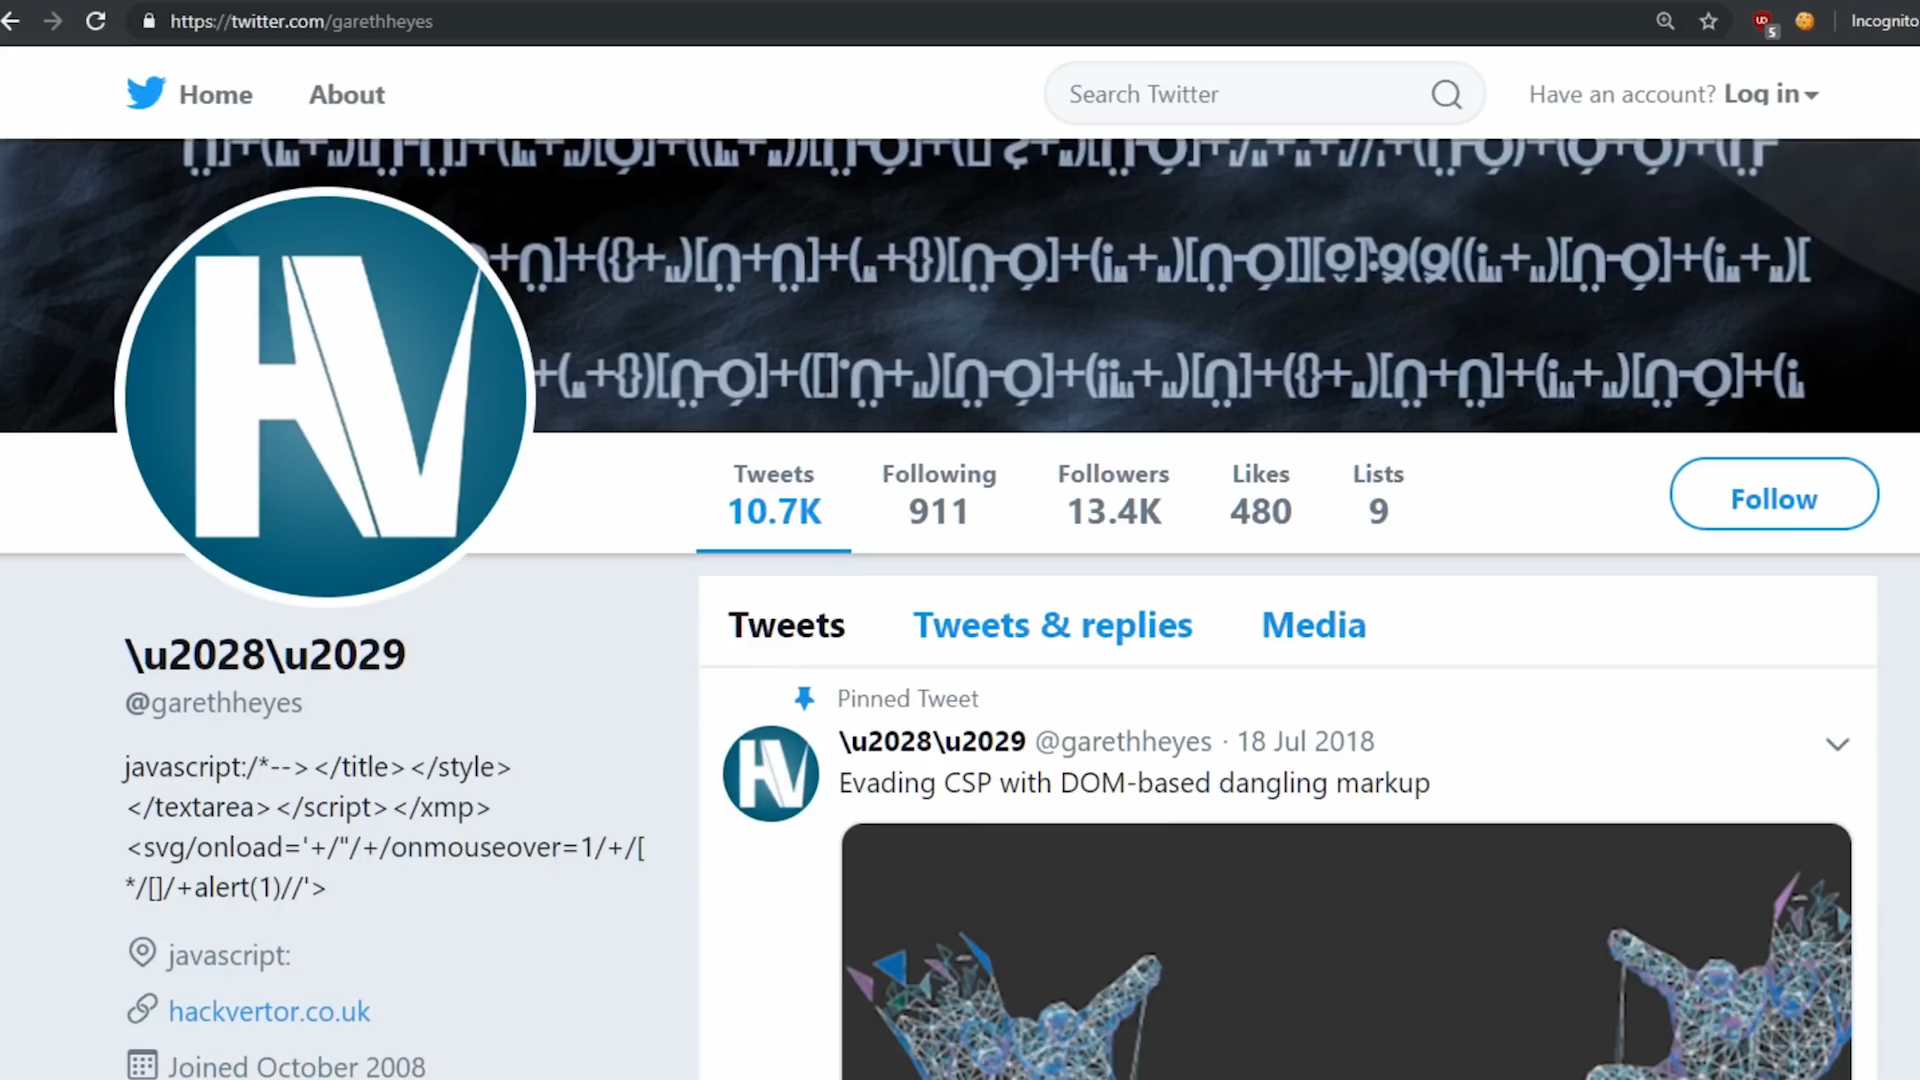 https://twitter.com/garethheyes
5
Incognito
Home
About
Search Twitter
Have an account? Log in
HV
Tweets
10.7K
Following
911
Followers
13.4K
Likes
480
Lists
9
Follow
\u2028\u2029
@garethheyes
javascript:/*--></title></style>
</textarea></script></xmp>
<svg/onload='+/"/+/onmouseover=1/+/[
*/[]/+alert(1)//'>
javascript:
hackvertor.co.uk
Joined October 2008
Tweets
Tweets & replies
Media
Pinned Tweet
HV
\u2028\u2029 @garethheyes · 18 Jul 2018
Evading CSP with DOM-based dangling markup